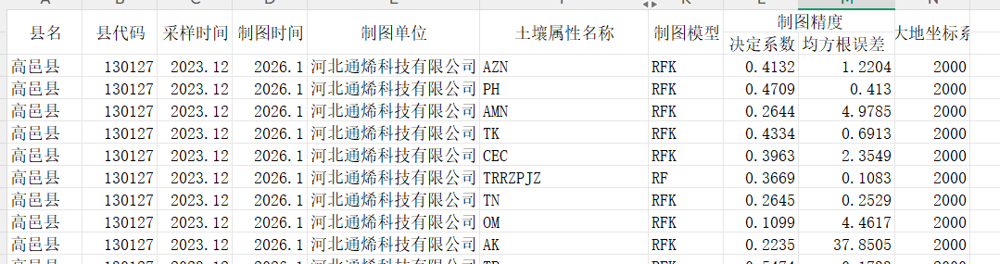 制图精度
县名 县代码 采样时间 制图时间 制图单位 土壤属性名称 制图模型 决定系数 均方根误差 大地坐标系
高邑县 130127 2023.12 2026.1 河北通烯科技有限公司 AZN RFK 0.4132 1.2204 2000
高邑县 130127 2023.12 2026.1 河北通烯科技有限公司 PH RFK 0.4709 0.413 2000
高邑县 130127 2023.12 2026.1 河北通烯科技有限公司 AMN RFK 0.2644 4.9785 2000
高邑县 130127 2023.12 2026.1 河北通烯科技有限公司 TK RFK 0.4334 0.6913 2000
高邑县 130127 2023.12 2026.1 河北通烯科技有限公司 CEC RFK 0.3963 2.3549 2000
高邑县 130127 2023.12 2026.1 河北通烯科技有限公司 TRRZPJZ RF 0.3669 0.1083 2000
高邑县 130127 2023.12 2026.1 河北通烯科技有限公司 TN RFK 0.2645 0.2529 2000
高邑县 130127 2023.12 2026.1 河北通烯科技有限公司 OM RFK 0.1099 4.4617 2000
高邑县 130127 2023.12 2026.1 河北通烯科技有限公司 AK RFK 0.2235 37.8505 2000